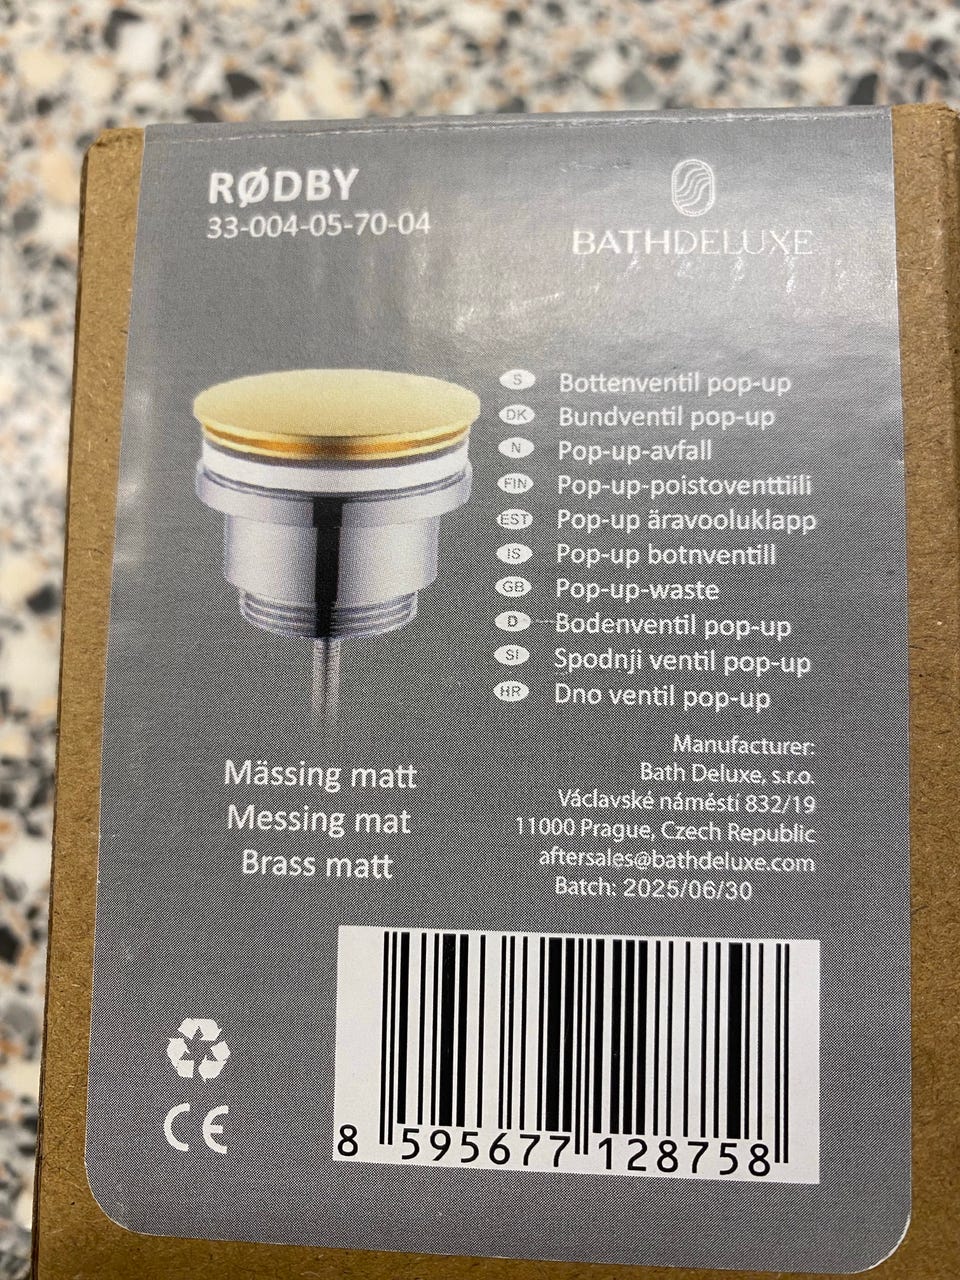 RØDBY
33-004-05-70-04
BATHDELUXE
S Bottenventil pop-up
DK Bundventil pop-up
N Pop-up-avfall
FIN Pop-up-poistoventtiili
EST Pop-up äravooluklapp
IS Pop-up botnventill
GB Pop-up-waste
D Bodenventil pop-up
SI Spodnji ventil pop-up
HR Dno ventil pop-up
Mässing matt
Messing mat
Brass matt
Manufacturer:
Bath Deluxe, s.r.o.
Václavské náměstí 832/19
11000 Prague, Czech Republic
aftersales@bathdeluxe.com
Batch: 2025/06/30
CE
8 595677 128758